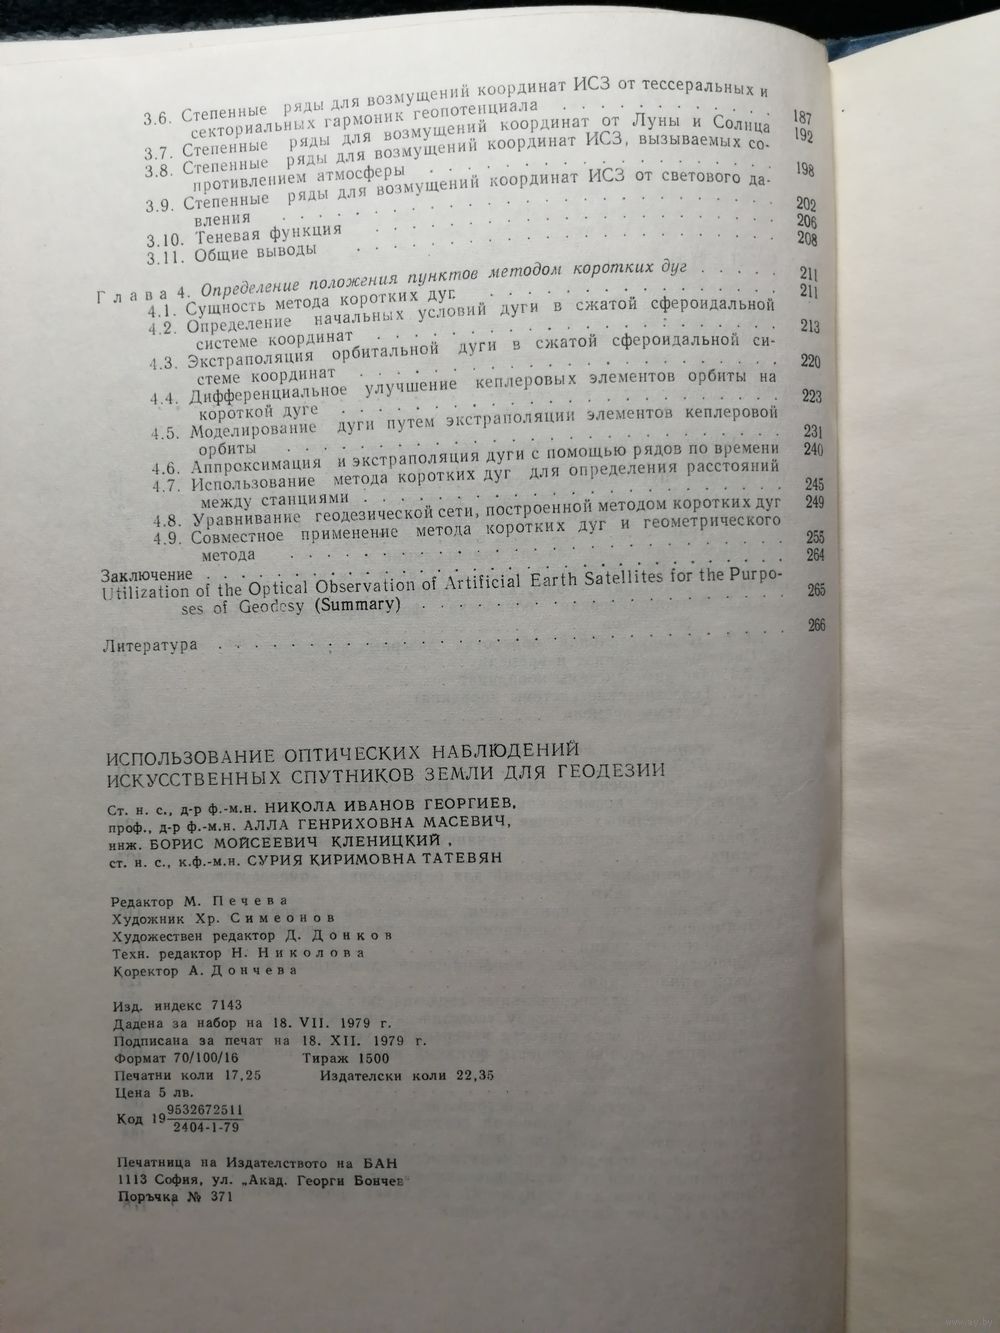 3.6. Степенные ряды для возмущений координат ИСЗ от тессеральных и
секториальных гармоник геопотенциала . . . . . . . . . . 187
3.7. Степенные ряды для возмущений координат от Луны и Солнца 192
3.8. Степенные ряды для возмущений координат ИСЗ, вызываемых со-
противлением атмосферы . . . . . . . . . . 198
3.9. Степенные ряды для возмущений координат ИСЗ от светового да-
вления . . . . . . . . . . 202
3.10. Теневая функция . . . . . . . . . . 206
3.11. Общие выводы . . . . . . . . . . 208
Глава 4. Определение положения пунктов методом коротких дуг . . . . . 211
4.1. Сущность метода коротких дуг . . . . . . . . . . 211
4.2. Определение начальных условий дуги в сжатой сфероидальной
системе координат . . . . . . . . . . 213
4.3. Экстраполяция орбитальной дуги в сжатой сфероидальной си-
стеме координат . . . . . . . . . . 220
4.4. Дифференциальное улучшение кеплеровых элементов орбиты на
короткой дуге . . . . . . . . . . 223
4.5. Моделирование дуги путем экстраполяции элементов кеплеровой
орбиты . . . . . . . . . . 231
4.6. Аппроксимация и экстраполяция дуги с помощью рядов по времени 240
4.7. Использование метода коротких дуг для определения расстояний
между станциями . . . . . . . . . . 245
4.8. Уравнивание геодезической сети, построенной методом коротких дуг 249
4.9. Совместное применение метода коротких дуг и геометрического
метода . . . . . . . . . . 255
Заключение . . . . . . . . . . 264
Utilization of the Optical Observation of Artificial Earth Satellites for the Purpo-
ses of Geodesy (Summary) . . . . . . . . . . 265
Литература . . . . . . . . . . 266
ИСПОЛЬЗОВАНИЕ ОПТИЧЕСКИХ НАБЛЮДЕНИЙ
ИСКУССТВЕННЫХ СПУТНИКОВ ЗЕМЛИ ДЛЯ ГЕОДЕЗИИ
Ст. н. с., д-р ф.-м.н. НИКОЛА ИВАНОВ ГЕОРГИЕВ,
проф., д-р ф.-м.н. АЛЛА ГЕНРИХОВНА МАСЕВИЧ,
инж. БОРИС МОЙСЕЕВИЧ КЛЕНИЦКИЙ,
ст. н. с., к.ф.-м.н. СУРИЯ КИРИМОВНА ТАТЕВЯН
Редактор М. Печева
Художник Хр. Симеонов
Художествен редактор Д. Донков
Техн. редактор Н. Николова
Коректор А. Дончева
Изд. индекс 7143
Дадена за набор на 18. VII. 1979 г.
Подписана за печат на 18. XII. 1979 г.
Формат 70/100/16 Тираж 1500
Печатни коли 17,25 Издателски коли 22,35
Цена 5 лв.
Код 19 9532672511
2404-1-79
Печатница на Издателството на БАН
1113 София, ул. „Акад. Георги Бончев"
Поръчка № 371
www.ay.by